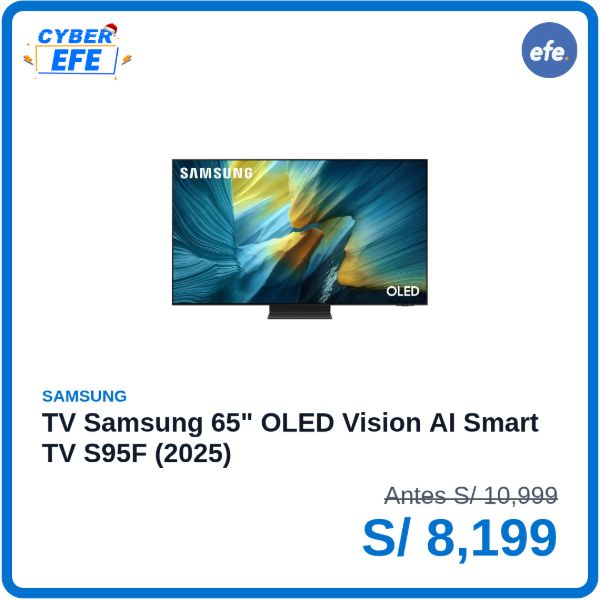 CYBER
EFE
efe.
SAMSUNG
OLED
SAMSUNG
TV Samsung 65" OLED Vision AI Smart
TV S95F (2025)
Antes S/ 10,999
S/ 8,199